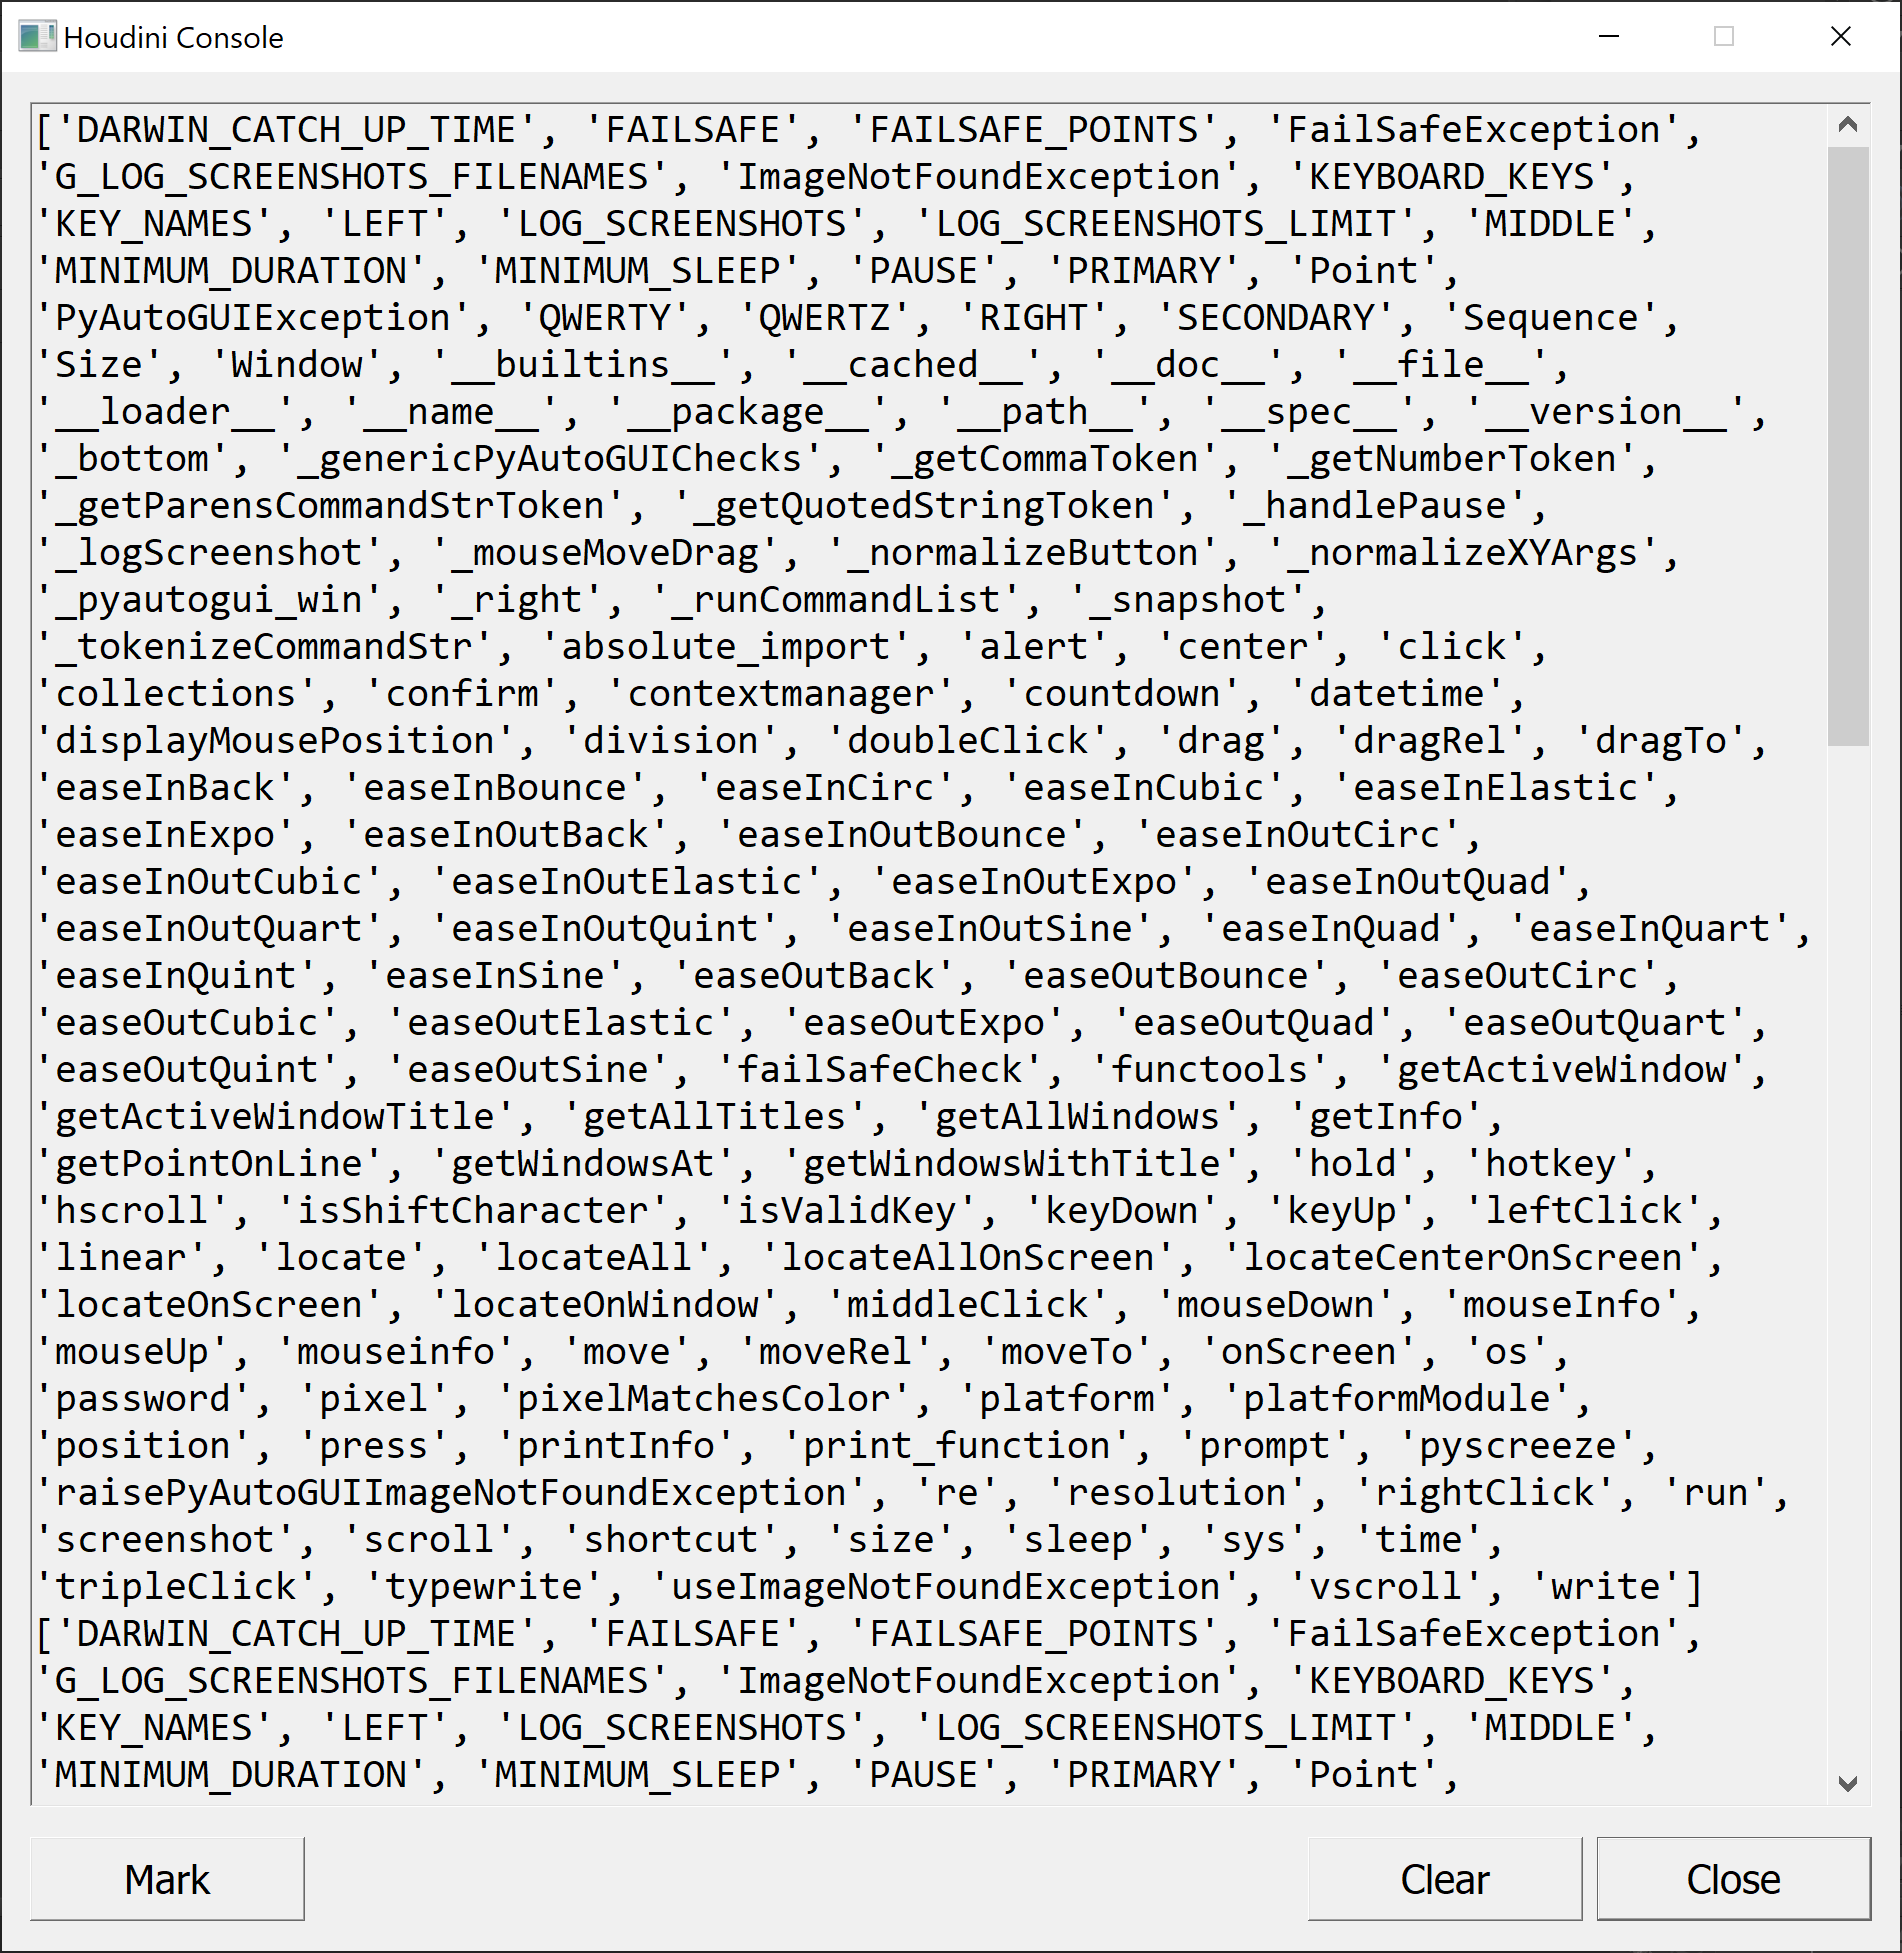 Houdini Console
['DARWIN_CATCH_UP_TIME', 'FAILSAFE', 'FAILSAFE_POINTS', 'FailSafeException',
'G_LOG_SCREENSHOTS_FILENAMES', 'ImageNotFoundException', 'KEYBOARD_KEYS',
'KEY_NAMES', 'LEFT', 'LOG_SCREENSHOTS', 'LOG_SCREENSHOTS_LIMIT', 'MIDDLE',
'MINIMUM_DURATION', 'MINIMUM_SLEEP', 'PAUSE', 'PRIMARY', 'Point',
'PyAutoGUIException', 'QWERTY', 'QWERTZ', 'RIGHT', 'SECONDARY', 'Sequence',
'Size', 'Window', '__builtins__', '__cached__', '__doc__', '__file__',
'__loader__', '__name__', '__package__', '__path__', '__spec__', '__version__',
'_bottom', '_genericPyAutoGUIChecks', '_getCommaToken', '_getNumberToken',
'_getParensCommandStrToken', '_getQuotedStringToken', '_handlePause',
'_logScreenshot', '_mouseMoveDrag', '_normalizeButton', '_normalizeXYArgs',
'_pyautogui_win', '_right', '_runCommandList', '_snapshot',
'_tokenizeCommandStr', 'absolute_import', 'alert', 'center', 'click',
'collections', 'confirm', 'contextmanager', 'countdown', 'datetime',
'displayMousePosition', 'division', 'doubleClick', 'drag', 'dragRel', 'dragTo',
'easeInBack', 'easeInBounce', 'easeInCirc', 'easeInCubic', 'easeInElastic',
'easeInExpo', 'easeInOutBack', 'easeInOutBounce', 'easeInOutCirc',
'easeInOutCubic', 'easeInOutElastic', 'easeInOutExpo', 'easeInOutQuad',
'easeInOutQuart', 'easeInOutQuint', 'easeInOutSine', 'easeInQuad', 'easeInQuart',
'easeInQuint', 'easeInSine', 'easeOutBack', 'easeOutBounce', 'easeOutCirc',
'easeOutCubic', 'easeOutElastic', 'easeOutExpo', 'easeOutQuad', 'easeOutQuart',
'easeOutQuint', 'easeOutSine', 'failSafeCheck', 'functools', 'getActiveWindow',
'getActiveWindowTitle', 'getAllTitles', 'getAllWindows', 'getInfo',
'getPointOnLine', 'getWindowsAt', 'getWindowsWithTitle', 'hold', 'hotkey',
'hscroll', 'isShiftCharacter', 'isValidKey', 'keyDown', 'keyUp', 'leftClick',
'linear', 'locate', 'locateAll', 'locateAllOnScreen', 'locateCenterOnScreen',
'locateOnScreen', 'locateOnWindow', 'middleClick', 'mouseDown', 'mouseInfo',
'mouseUp', 'mouseinfo', 'move', 'moveRel', 'moveTo', 'onScreen', 'os',
'password', 'pixel', 'pixelMatchesColor', 'platform', 'platformModule',
'position', 'press', 'printInfo', 'print_function', 'prompt', 'pyscreeze',
'raisePyAutoGUIImageNotFoundException', 're', 'resolution', 'rightClick', 'run',
'screenshot', 'scroll', 'shortcut', 'size', 'sleep', 'sys', 'time',
'tripleClick', 'typewrite', 'useImageNotFoundException', 'vscroll', 'write']
['DARWIN_CATCH_UP_TIME', 'FAILSAFE', 'FAILSAFE_POINTS', 'FailSafeException',
'G_LOG_SCREENSHOTS_FILENAMES', 'ImageNotFoundException', 'KEYBOARD_KEYS',
'KEY_NAMES', 'LEFT', 'LOG_SCREENSHOTS', 'LOG_SCREENSHOTS_LIMIT', 'MIDDLE',
'MINIMUM_DURATION', 'MINIMUM_SLEEP', 'PAUSE', 'PRIMARY', 'Point',
Mark Clear Close